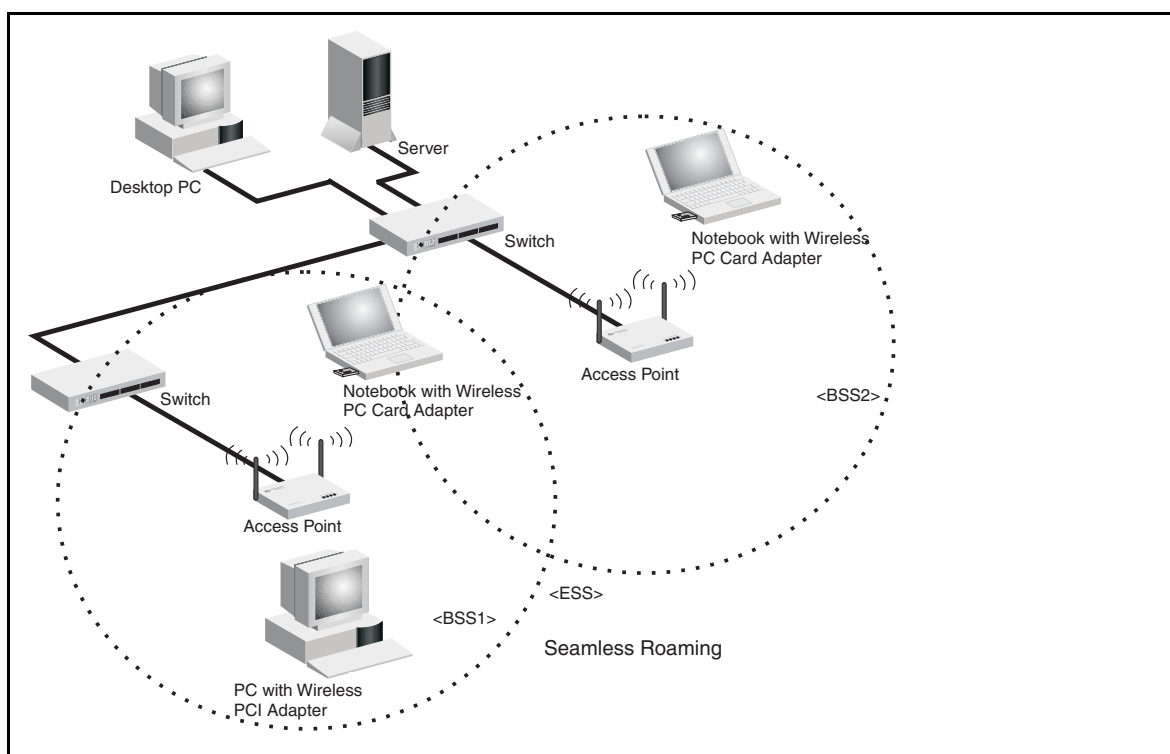 Server
Desktop PC
Switch
Notebook with Wireless
PC Card Adapter
Access Point
<BSS2>
Switch
Notebook with Wireless
PC Card Adapter
Access Point
<ESS>
<BSS1>
Seamless Roaming
PC with Wireless
PCI Adapter